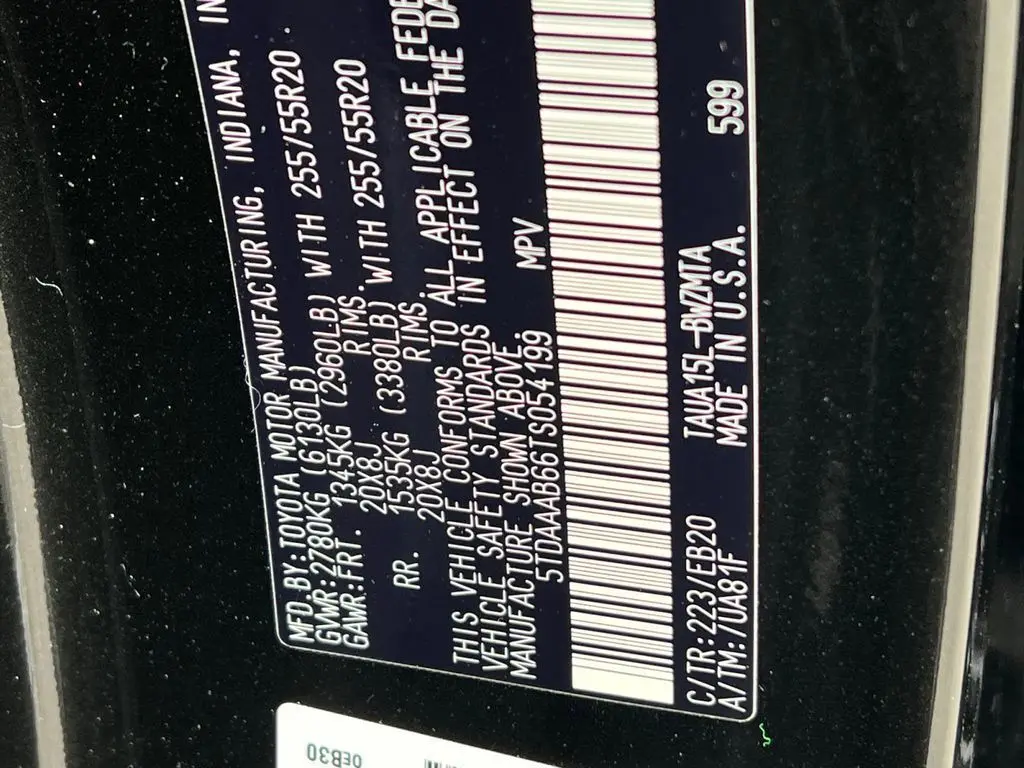 MFD.BY:TOYOTA MOTOR MANUFACTURING, INDIANA, IN
GVWR:2780KG(6130LB)
GAWR:FRT. 1345KG (2960LB) WITH 255/55R20
20X8J RIMS.
RR. 1535KG (3380LB) WITH 255/55R20
20X8J RIMS.
THIS VEHICLE CONFORMS TO ALL APPLICABLE FEDE
VEHICLE SAFETY STANDARDS IN EFFECT ON THE DA
MANUFACTURE SHOWN ABOVE.
5TDAAAB66TS054199 MPV
C/TR:223/EB20 TAUA15L-BWZMTA 599
A/TM:/UA81F MADE IN U.S.A.
0EB30